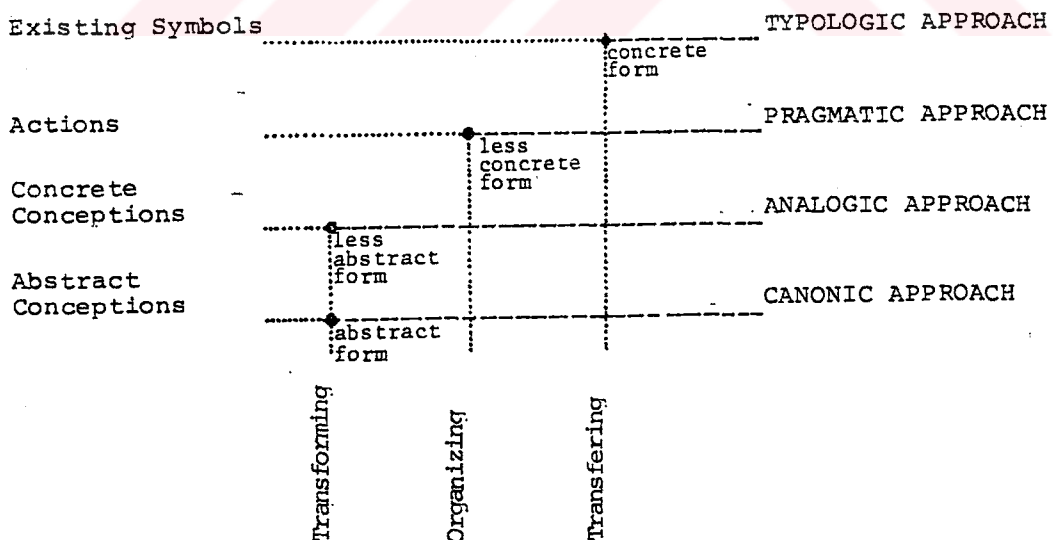 Existing Symbols
TYPOLOGIC APPROACH
concrete
form
Actions
PRAGMATIC APPROACH
less
concrete
form
Concrete
Conceptions
ANALOGIC APPROACH
less
abstract
form
Abstract
Conceptions
CANONIC APPROACH
abstract
form
Transforming
Organizing
Transfering